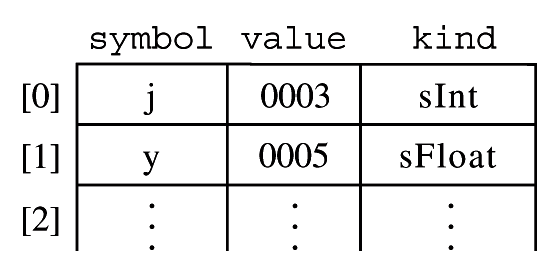 symbol value kind
[0] j 0003 sInt
[1] y 0005 sFloat
[2] ⋮ ⋮ ⋮